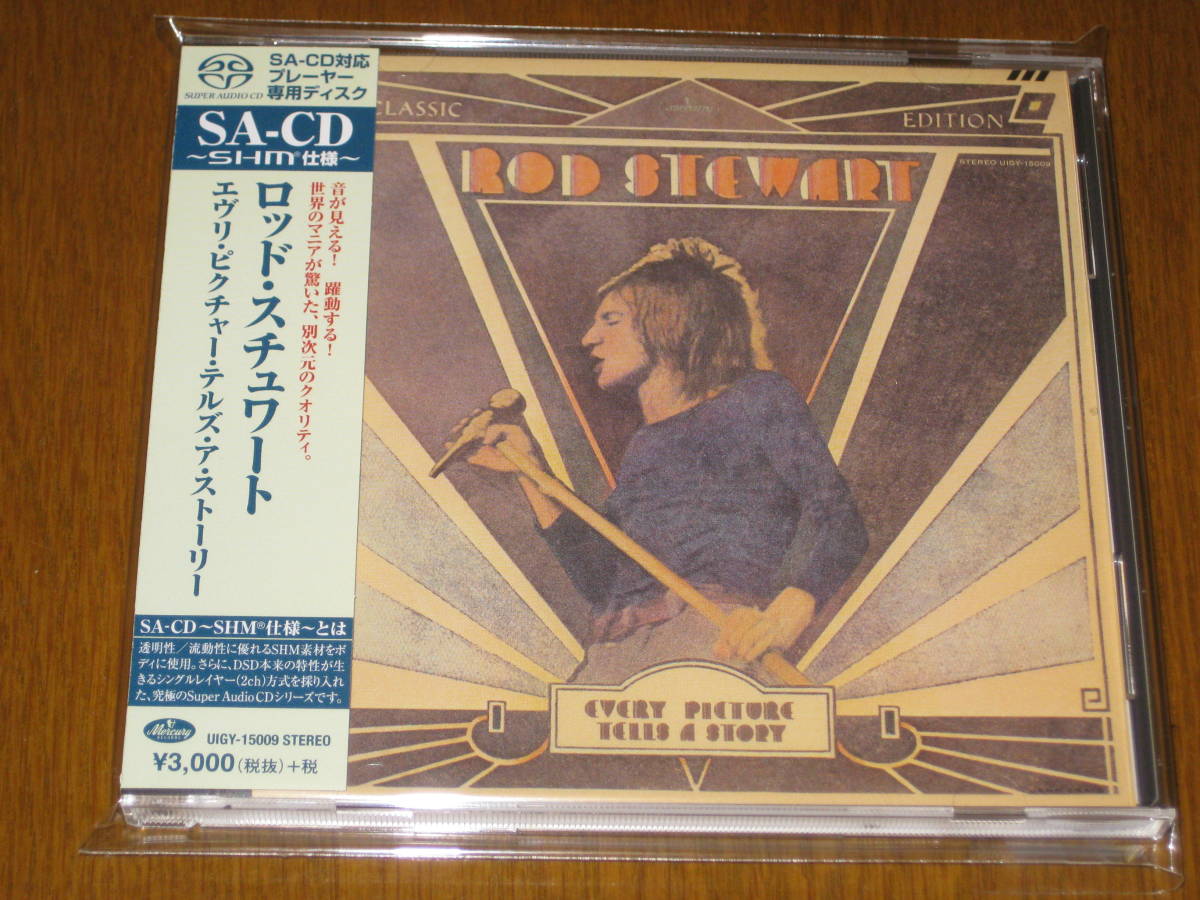 SUPER AUDIO CD
SA-CD対応
プレーヤー
専用ディスク
SA-CD
～SHM®仕様～
音が見える！ 躍動する！
世界のマニアが驚いた、別次元のクオリティ。
ロッド・スチュワート
エヴリ・ピクチャー・テルズ・ア・ストーリー
SA-CD～SHM®仕様～とは
透明性／流動性に優れるSHM素材をボ
ディに使用。さらに、DSD本来の特性が生
きるシングルレイヤー(2ch)方式を採り入れ
た、究極のSuper Audio CDシリーズです。
Mercury
RECORDS
UIGY-15009 STEREO
¥3,000(税抜)+税
CLASSIC
EDITION
STEREO UIGY-15009
ROD STEWART
EVERY PICTURE
TELLS A STORY